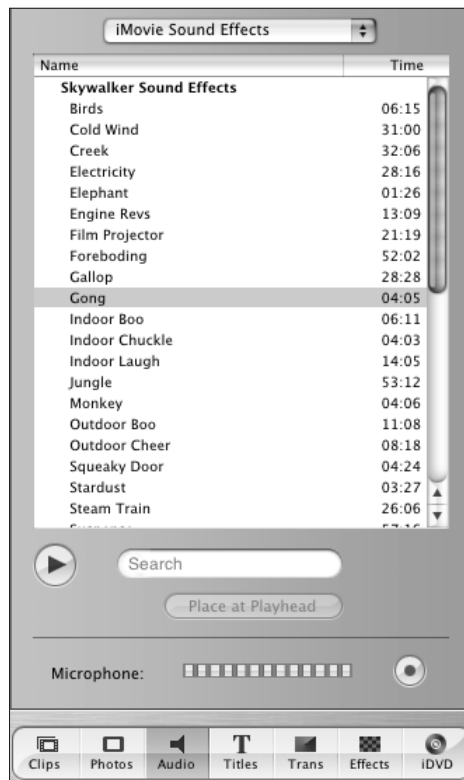 iMovie Sound Effects
Name Time
Skywalker Sound Effects
Birds 06:15
Cold Wind 31:00
Creek 32:06
Electricity 28:16
Elephant 01:26
Engine Revs 13:09
Film Projector 21:19
Foreboding 52:02
Gallop 28:28
Gong 04:05
Indoor Boo 06:11
Indoor Chuckle 04:03
Indoor Laugh 14:05
Jungle 53:12
Monkey 04:06
Outdoor Boo 11:08
Outdoor Cheer 08:18
Squeaky Door 04:24
Stardust 03:27
Steam Train 26:06
Search
Place at Playhead
Microphone:
Clips Photos Audio Titles Trans Effects iDVD